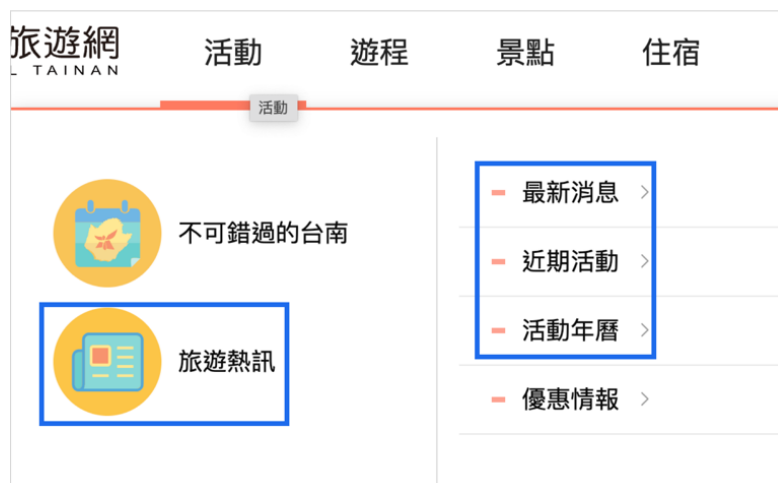 旅遊網
L TAINAN
活動
遊程
景點
住宿
活動
不可錯過的台南
旅遊熱訊
最新消息
近期活動
活動年曆
優惠情報